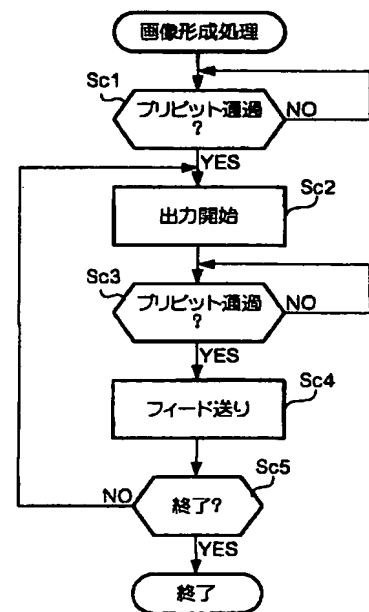 画像形成処理
Sc1
プリピット通過
?
NO
YES
Sc2
出力開始
Sc3
プリピット通過
?
NO
YES
Sc4
フィード送り
Sc5
NO
終了?
YES
終了